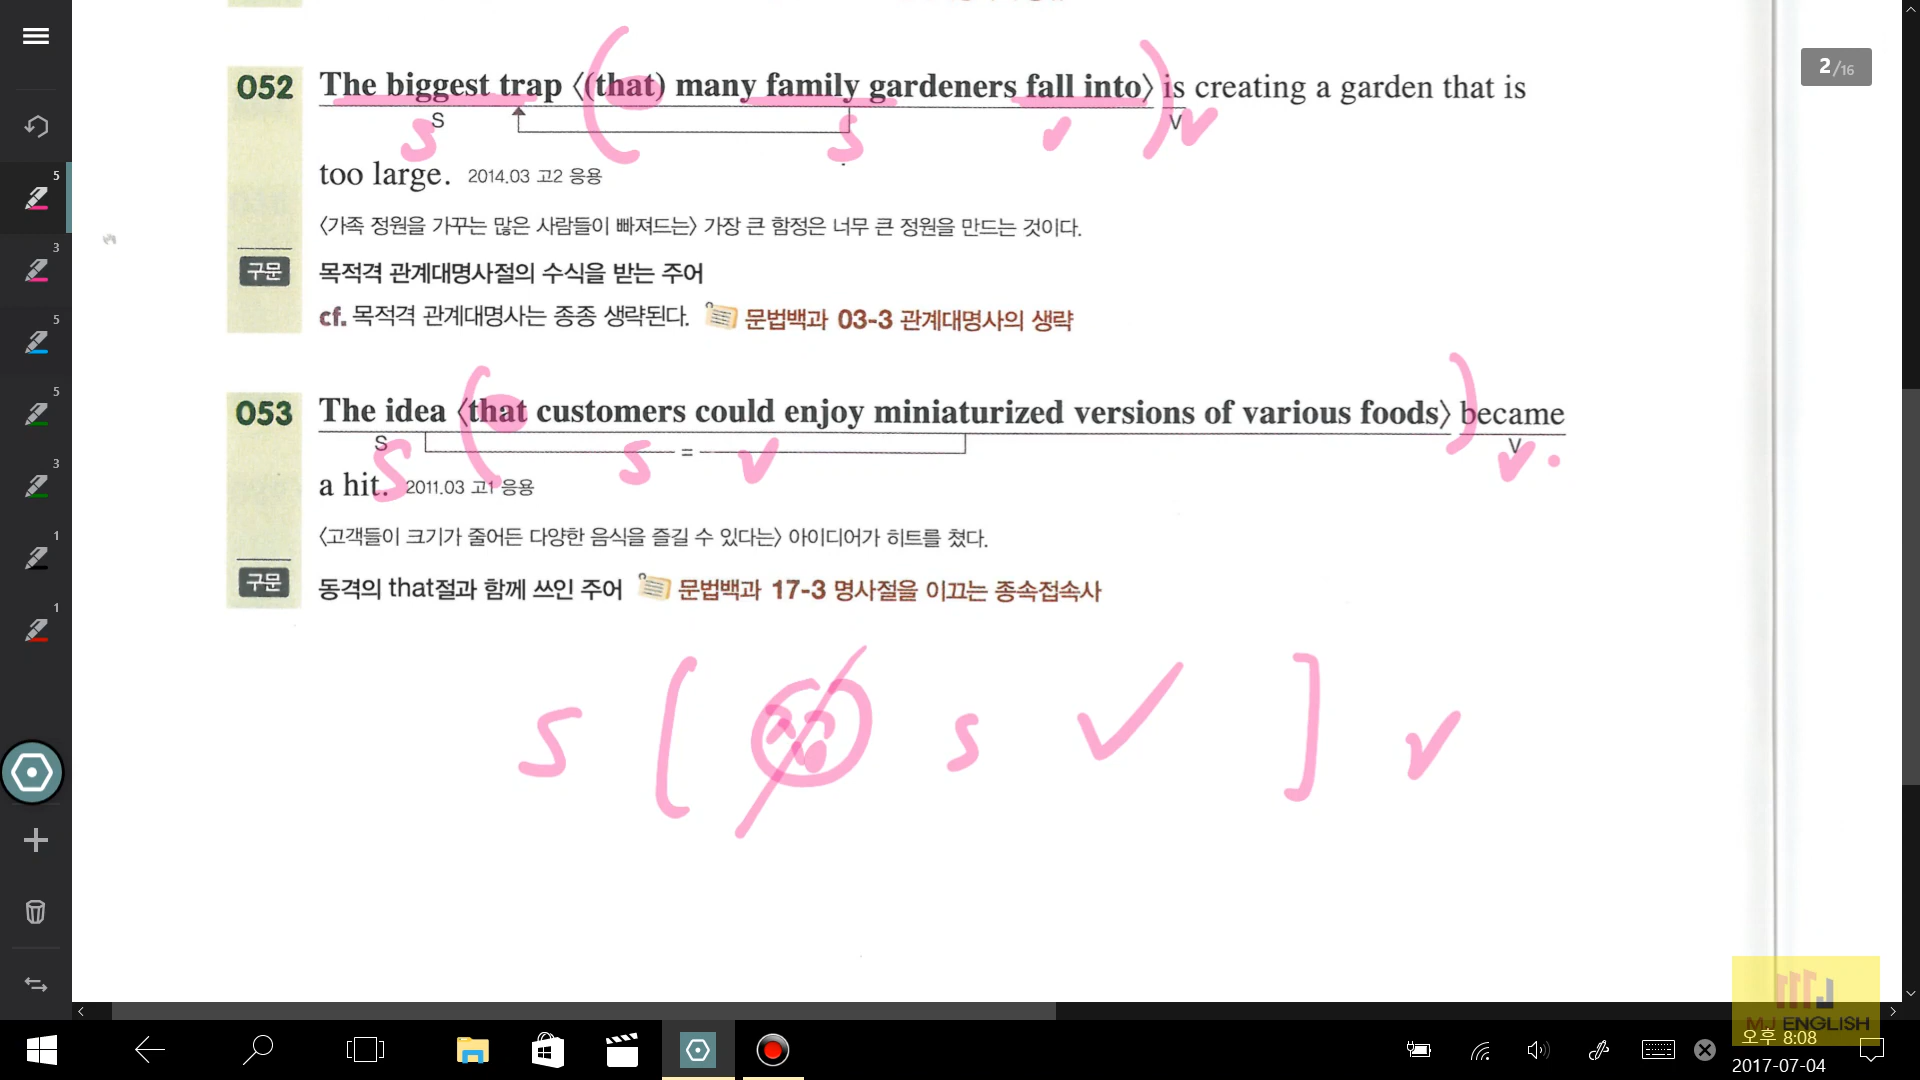 2/16
052 The biggest trap 〈(that) many family gardeners fall into〉 is creating a garden that is
S V
s s v v
too large. 2014.03 고2 응용
〈가족 정원을 가꾸는 많은 사람들이 빠져드는〉 가장 큰 함정은 너무 큰 정원을 만드는 것이다.
구문 목적격 관계대명사절의 수식을 받는 주어
cf. 목적격 관계대명사는 종종 생략된다. 문법백과 03-3 관계대명사의 생략
053 The idea 〈that customers could enjoy miniaturized versions of various foods〉 became
S = V
s s v v
a hit. 2011.03 고1 응용
〈고객들이 크기가 줄어든 다양한 음식을 즐길 수 있다는〉 아이디어가 히트를 쳤다.
구문 동격의 that절과 함께 쓰인 주어 문법백과 17-3 명사절을 이끄는 종속접속사
s [ s v ] v
5
3
5
5
3
1
1
MJ ENGLISH
오후 8:08
2017-07-04